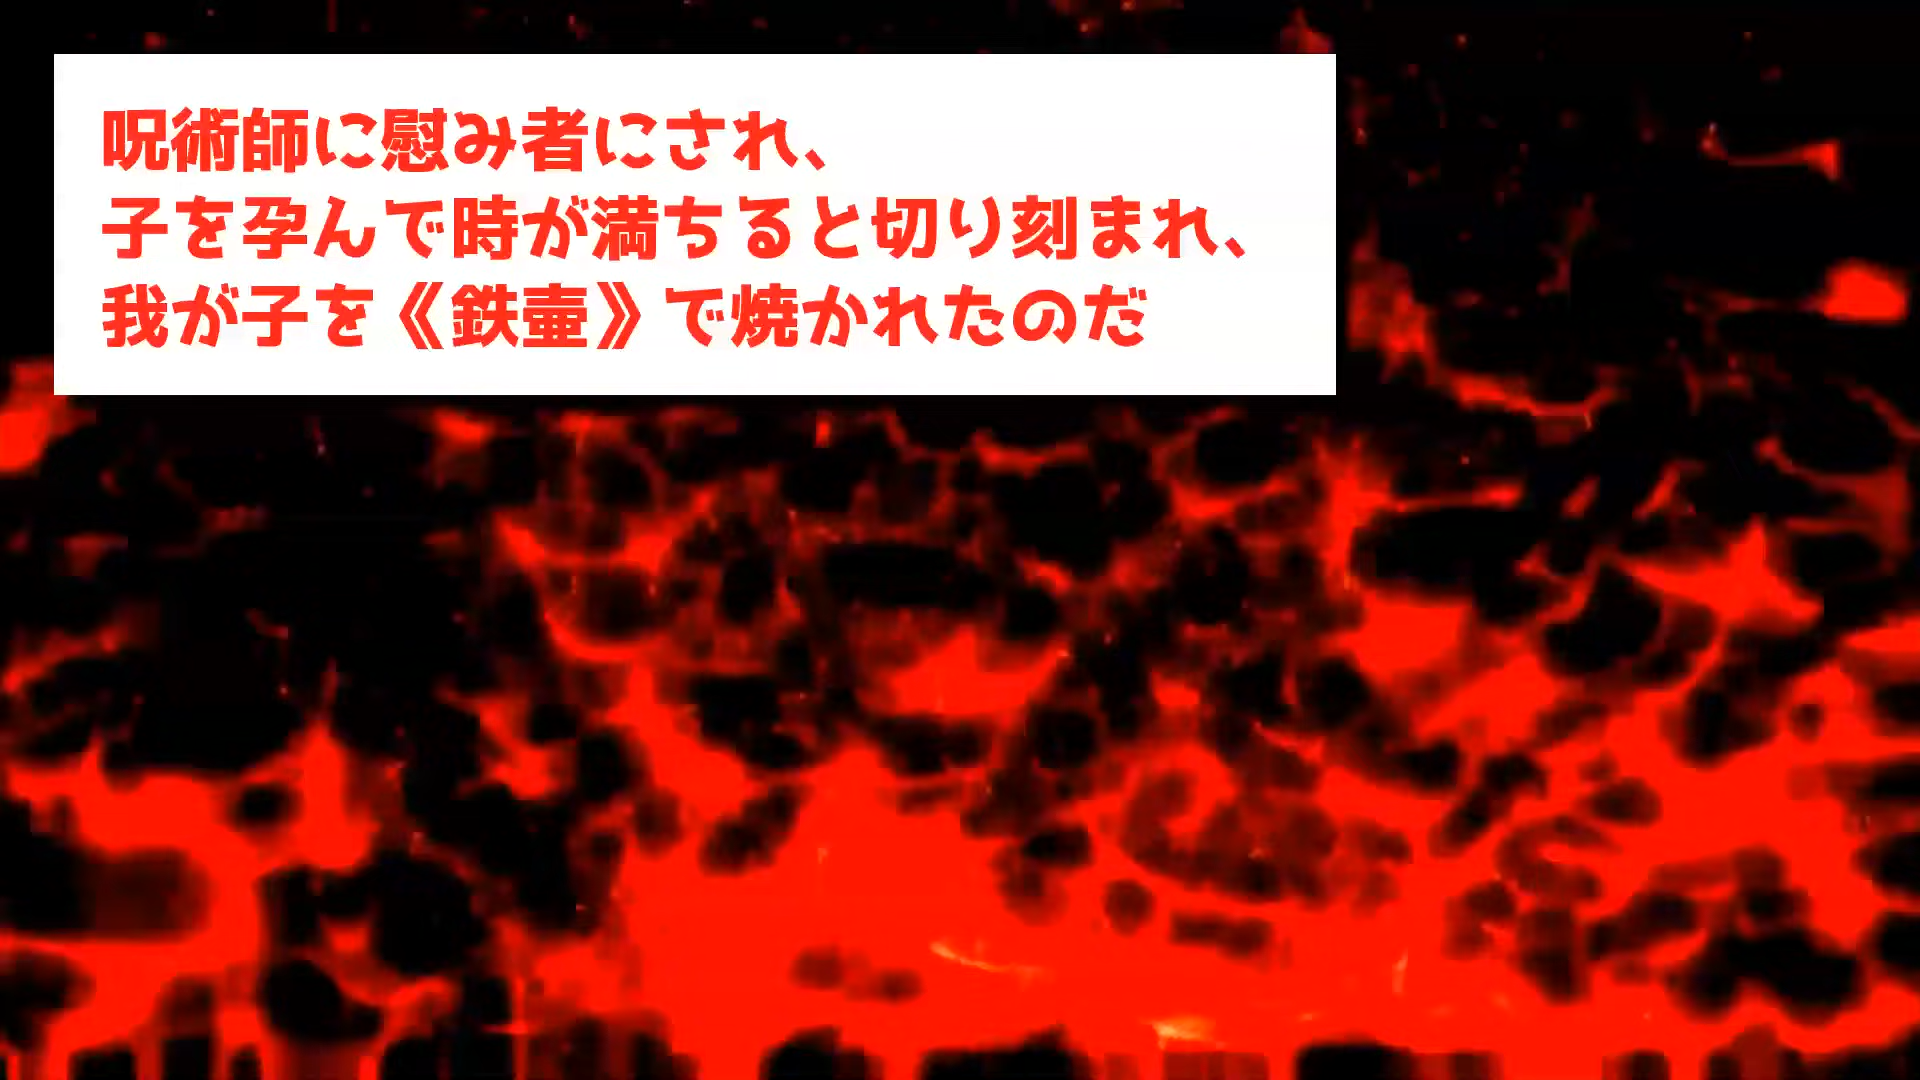 呪術師に慰み者にされ、
子を孕んで時が満ちると切り刻まれ、
我が子を《鉄壷》で焼かれたのだ